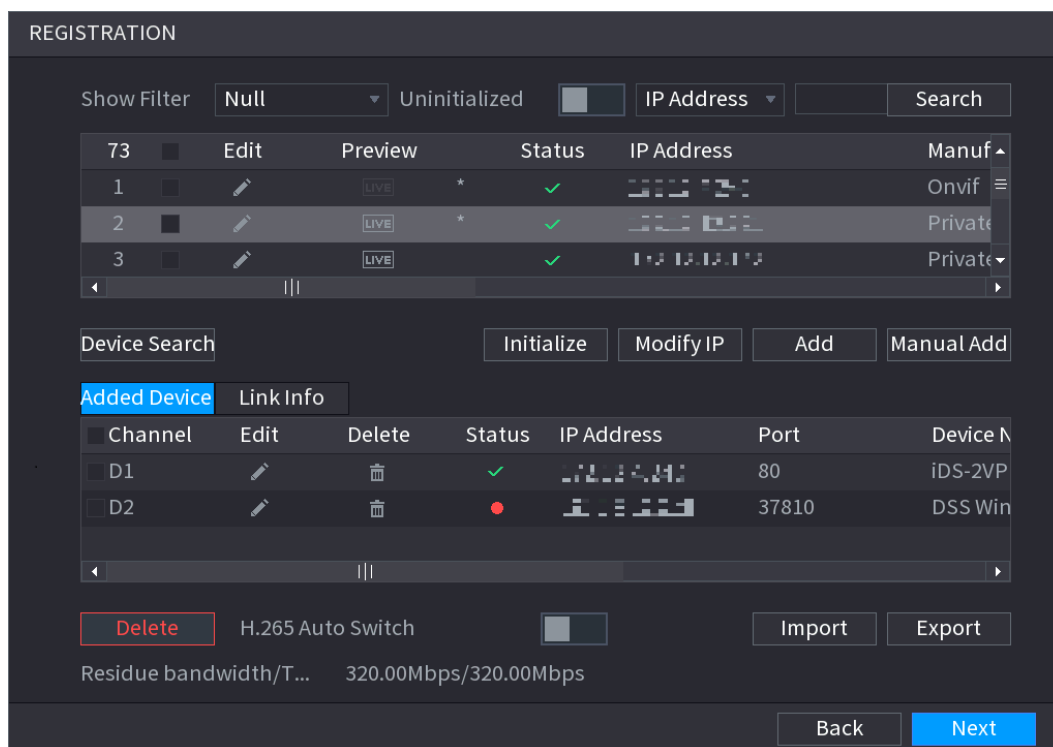 REGISTRATION
Show Filter Null Uninitialized IP Address Search
73 Edit Preview Status IP Address Manuf
1 LIVE * Onvif
2 LIVE * Private
3 LIVE Private
Device Search Initialize Modify IP Add Manual Add
Added Device Link Info
Channel Edit Delete Status IP Address Port Device N
D1 80 iDS-2VP
D2 37810 DSS Win
Delete H.265 Auto Switch Import Export
Residue bandwidth/T... 320.00Mbps/320.00Mbps
Back Next